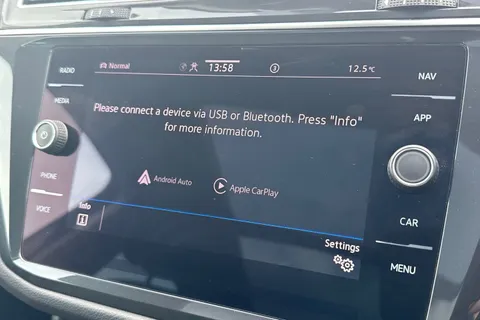 RADIO
MEDIA
PHONE
VOICE
Normal
13:58
12.5°C
Please connect a device via USB or Bluetooth. Press "Info"
for more information.
Android Auto
Apple CarPlay
Info
Settings
NAV
APP
CAR
MENU